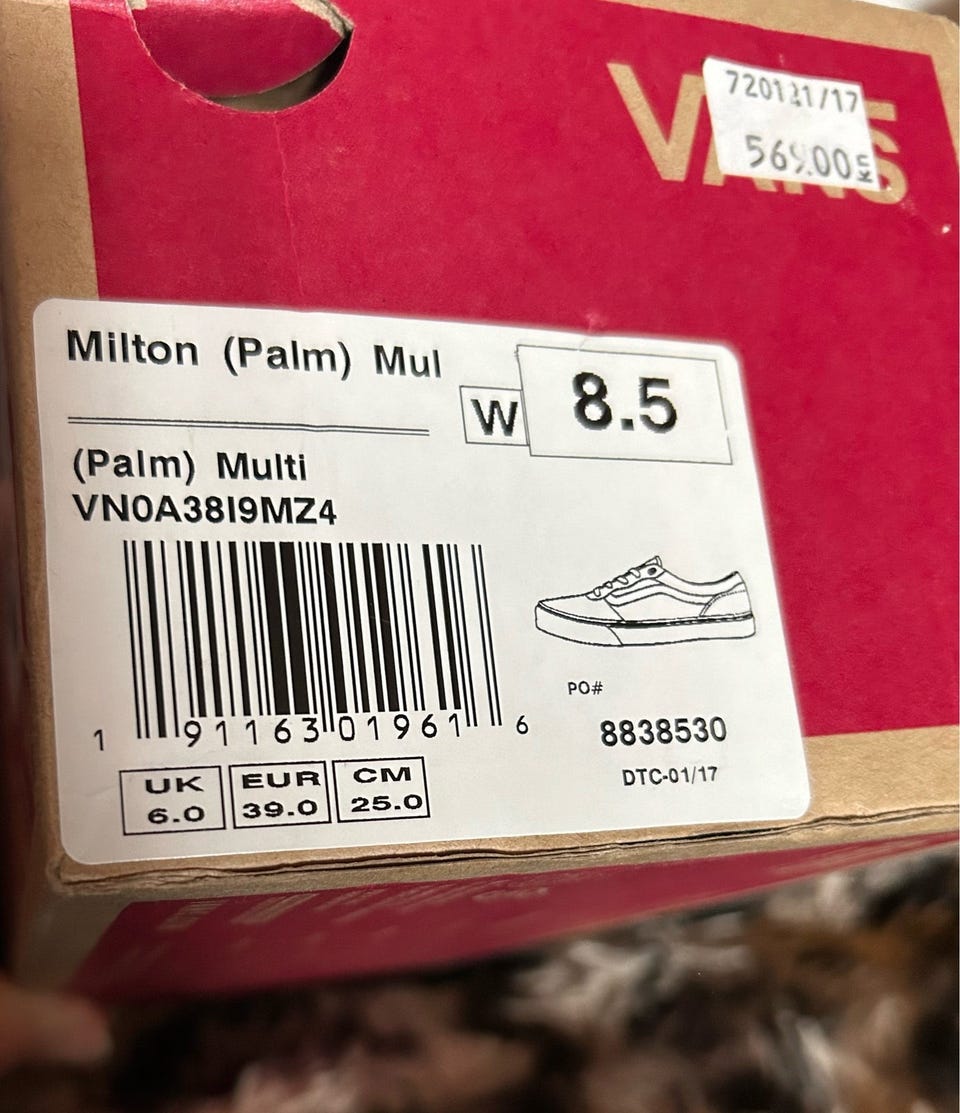 VANS
720121/17
569.00 KN
Milton (Palm) Mul
W
8.5
(Palm) Multi
VN0A38I9MZ4
1 91163 01961 6
PO#
8838530
DTC-01/17
UK
6.0
EUR
39.0
CM
25.0